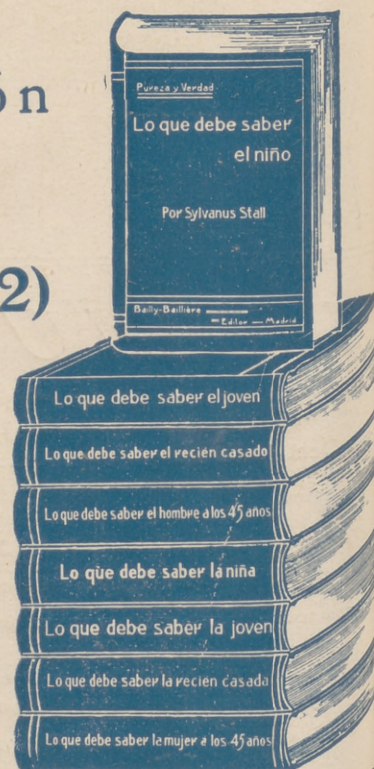 ón
2)
Pureza y Verdad
Lo que debe saber
el niño
Por Sylvanus Stall
Bailly-Baillière
Editor — Madrid
Lo que debe saber el joven
Lo que debe saber el recién casado
Lo que debe saber el hombre a los 45 años
Lo que debe saber la niña
Lo que debe saber la joven
Lo que debe saber la recién casada
Lo que debe saber la mujer a los 45 años